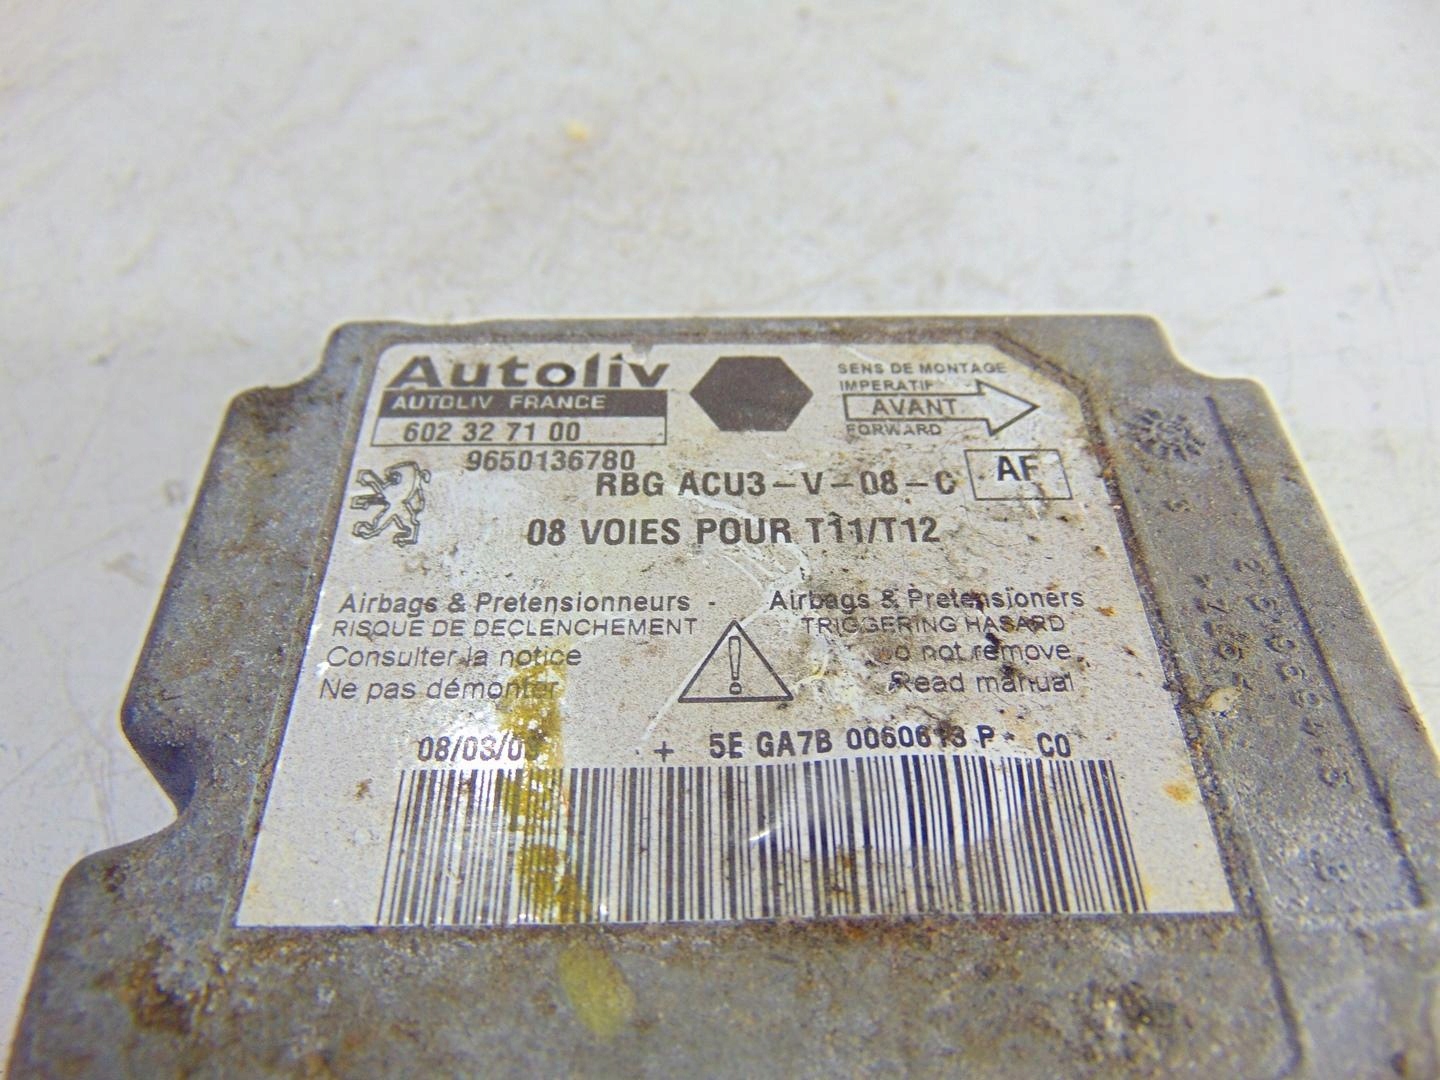 Autoliv
AUTOLIV FRANCE
602 32 71 00
9650136780
SENS DE MONTAGE
IMPERATIF
AVANT
FORWARD
RBG ACU3-V-08-C AF
08 VOIES POUR T11/T12
Airbags & Pretensionneurs - Airbags & Pretensioners
RISQUE DE DECLENCHEMENT TRIGGERING HASARD
Consulter la notice Do not remove
Ne pas démonter Read manual
+ 5E GA7B 0060613 P* C0